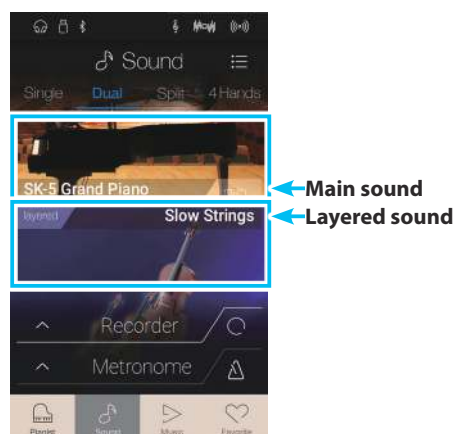 Sound
Single Dual Split 4 Hands
SK-5 Grand Piano
Main sound
layered Slow Strings
Layered sound
Recorder
Metronome
Pianist Sound Music Favorite